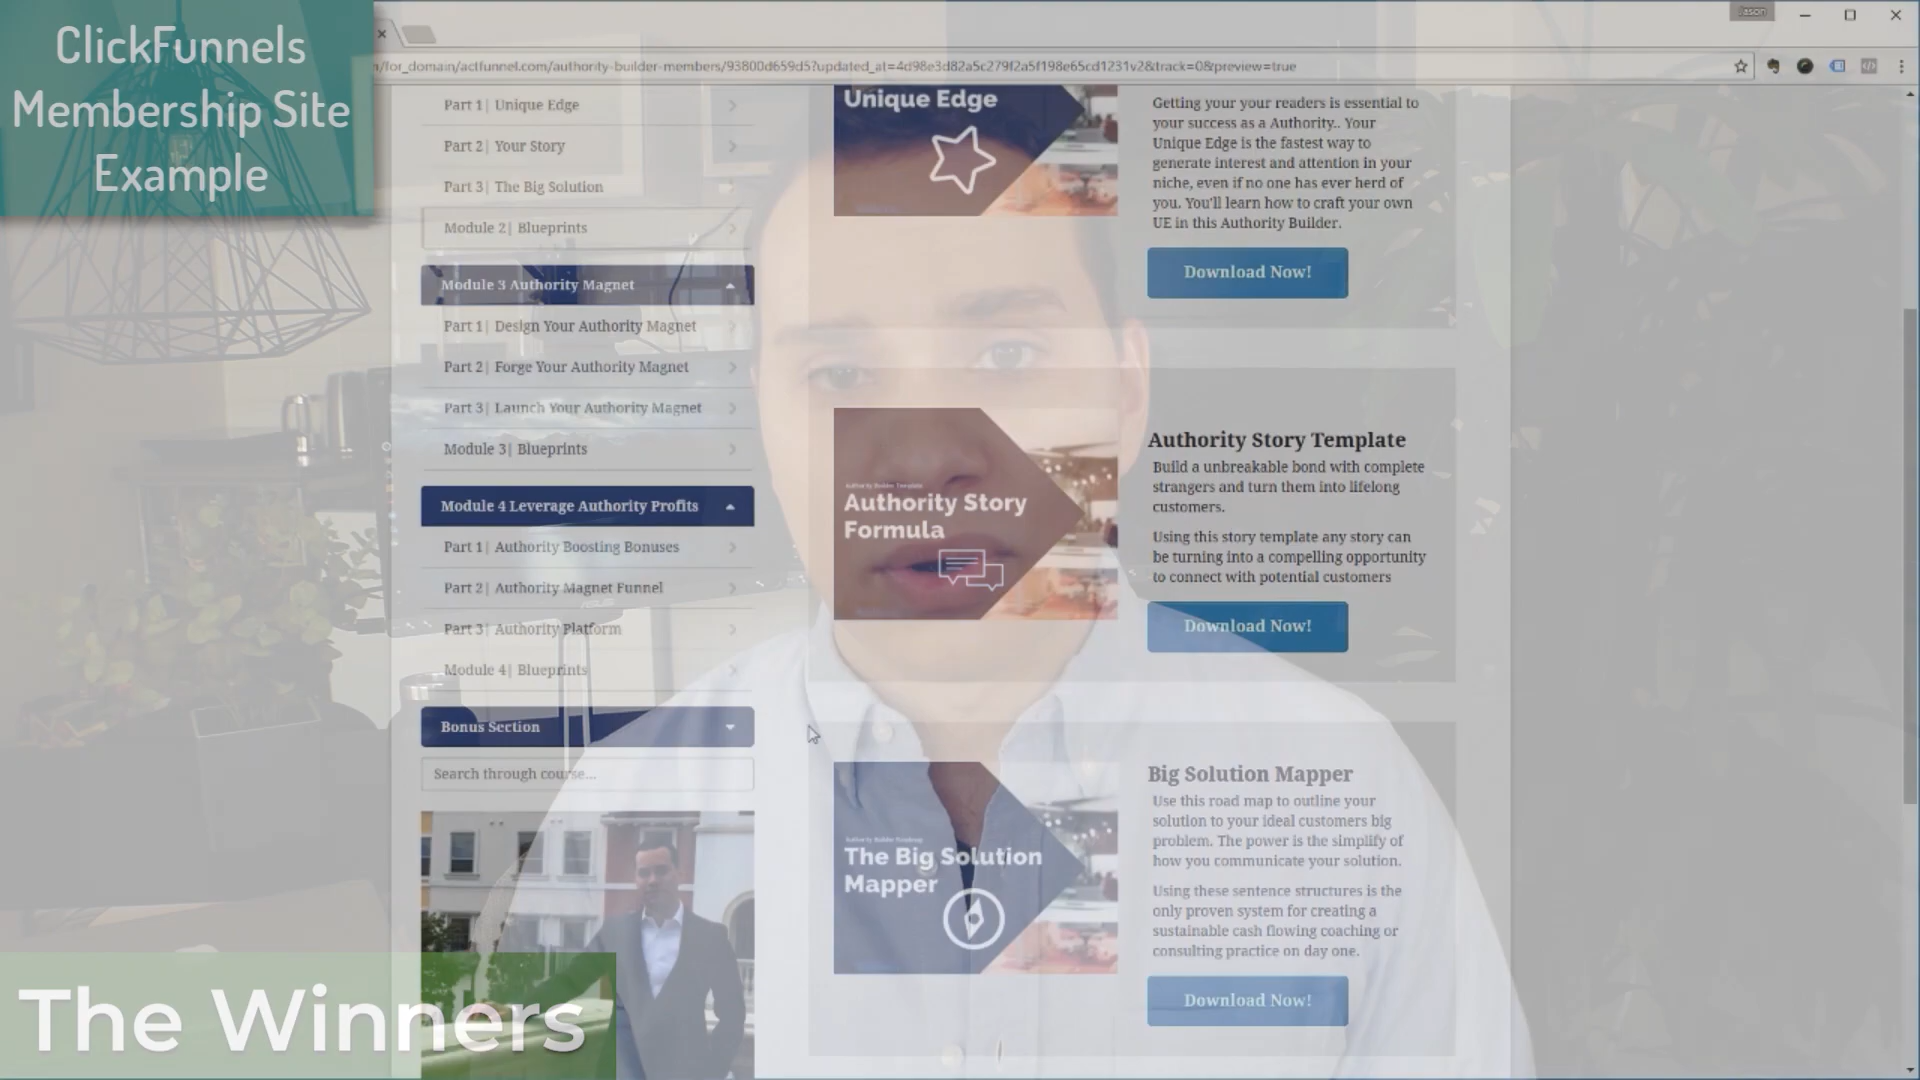 ClickFunnels
Membership Site
Example
Jason
/for_domain/actfunnel.com/authority-builder-members/93800d659d5?updated_at=4d98e3d82a5c279f2a5f198e65cd1231v2&track=0&preview=true
Part 1| Unique Edge
Part 2| Your Story
Part 3| The Big Solution
Module 2| Blueprints
Module 3 Authority Magnet
Part 1| Design Your Authority Magnet
Part 2| Forge Your Authority Magnet
Part 3| Launch Your Authority Magnet
Module 3| Blueprints
Module 4 Leverage Authority Profits
Part 1| Authority Boosting Bonuses
Part 2| Authority Magnet Funnel
Part 3| Authority Platform
Module 4| Blueprints
Bonus Section
Search through course...
Unique Edge
Getting your your readers is essential to
your success as a Authority.. Your
Unique Edge is the fastest way to
generate interest and attention in your
niche, even if no one has ever herd of
you. You'll learn how to craft your own
UE in this Authority Builder.
Download Now!
Authority Builder Template
Authority Story
Formula
Authority Story Template
Build a unbreakable bond with complete
strangers and turn them into lifelong
customers.
Using this story template any story can
be turning into a compelling opportunity
to connect with potential customers
Download Now!
The Big Solution
Mapper
Big Solution Mapper
Use this road map to outline your
solution to your ideal customers big
problem. The power is the simplify of
how you communicate your solution.
Using these sentence structures is the
only proven system for creating a
sustainable cash flowing coaching or
consulting practice on day one.
Download Now!
The Winners